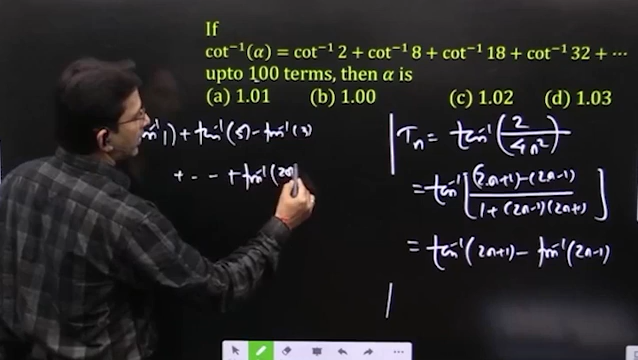 If
cot⁻¹(α) = cot⁻¹ 2 + cot⁻¹ 8 + cot⁻¹ 18 + cot⁻¹ 32 + ⋯
upto 100 terms, then α is
(a) 1.01 (b) 1.00 (c) 1.02 (d) 1.03
1) + tan⁻¹(5) - tan⁻¹(3)
+ - - + tan⁻¹(20
Tn = tan⁻¹(2/4n²)
= tan⁻¹[(2n+1)-(2n-1)/1+(2n-1)(2n+1)]
= tan⁻¹(2n+1) - tan⁻¹(2n-1)